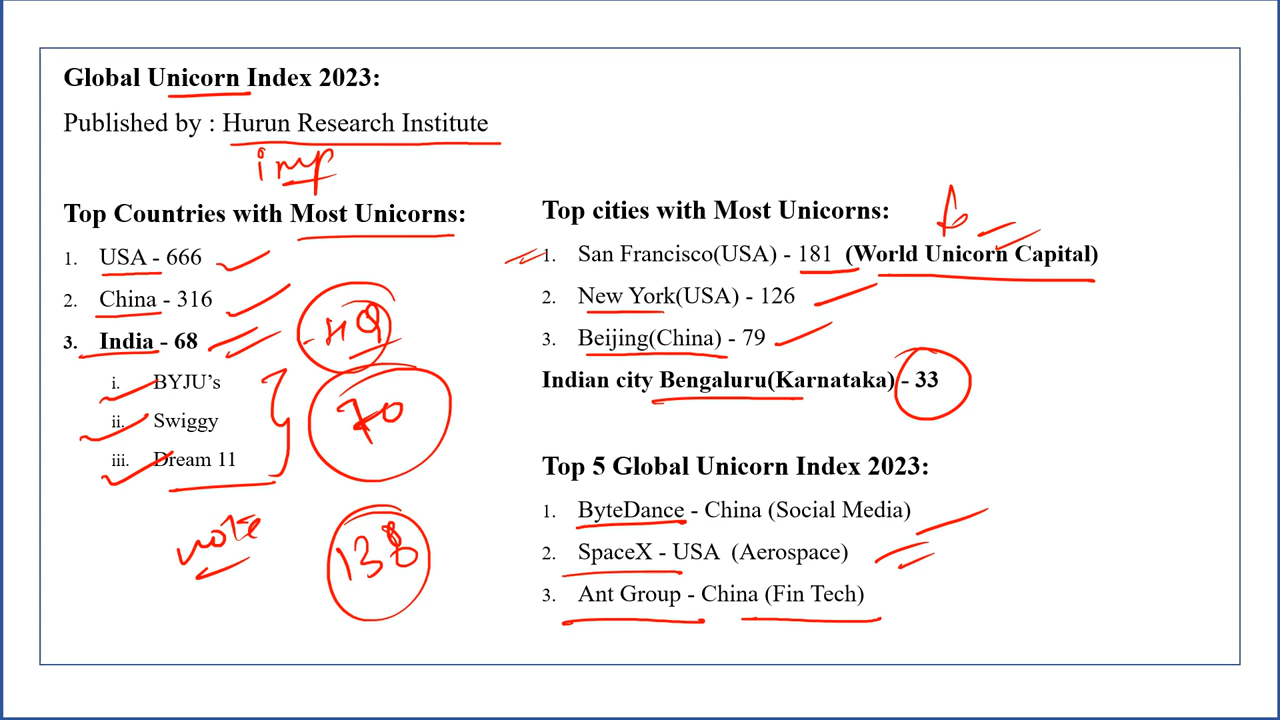 Global Unicorn Index 2023:
Published by : Hurun Research Institute
imp
Top Countries with Most Unicorns:
1. USA - 666
2. China - 316
3. India - 68
i. BYJU’s
ii. Swiggy
iii. Dream 11
70
note
138
Top cities with Most Unicorns:
1. San Francisco(USA) - 181 (World Unicorn Capital)
2. New York(USA) - 126
3. Beijing(China) - 79
Indian city Bengaluru(Karnataka) - 33
Top 5 Global Unicorn Index 2023:
1. ByteDance - China (Social Media)
2. SpaceX - USA (Aerospace)
3. Ant Group - China (Fin Tech)